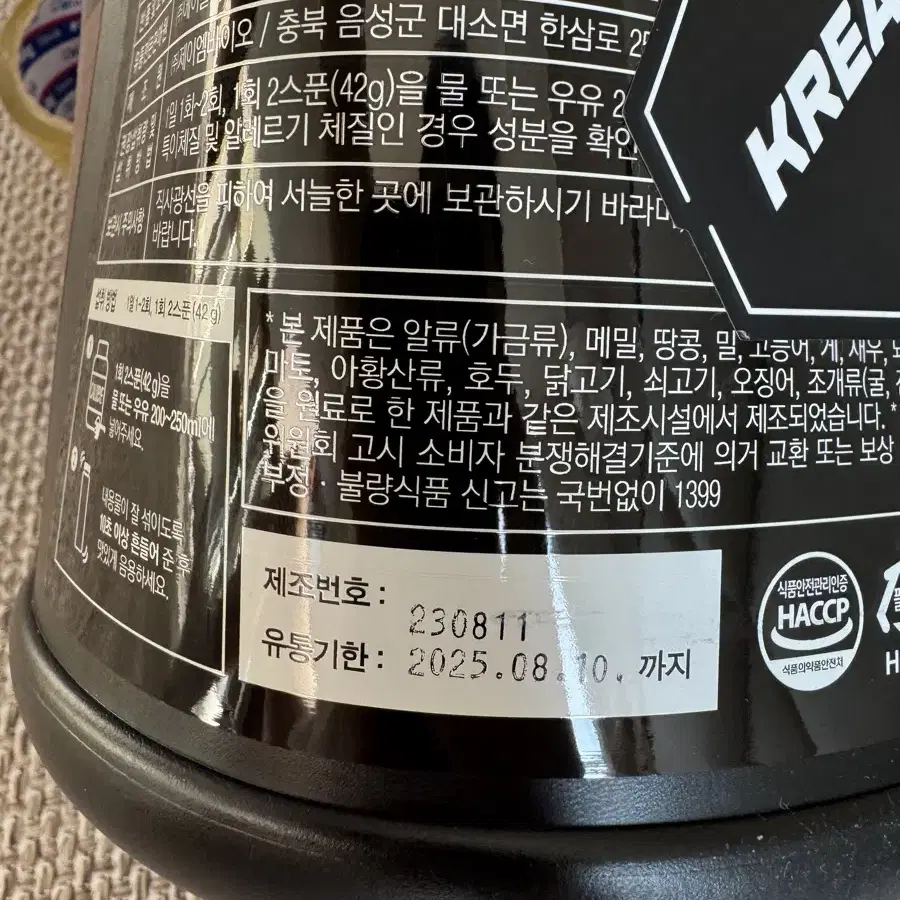 바이오 / 충북 음성군 대소면 한삼로
1일 1회~2회, 1회 2스푼(42g)을 물 또는 우유 2
특이체질 및 알레르기 체질인 경우 성분을 확인
보관시 주의사항
직사광선을 피하여 서늘한 곳에 보관하시기 바라며
바랍니다.
KREA
섭취 방법 1일 1~2회, 1회 2스푼 (42 g)
1회 2스푼(42 g)을
물 또는 우유 200~250ml에
넣어주세요.
내용물이 잘 섞이도록
10초 이상 흔들어 준 후
맛있게 음용하세요.
* 본 제품은 알류(가금류), 메밀, 땅콩, 밀, 고등어, 게, 새우,
마토, 아황산류, 호두, 닭고기, 쇠고기, 오징어, 조개류(굴,
을 원료로 한 제품과 같은 제조시설에서 제조되었습니다. *
위원회 고시 소비자 분쟁해결기준에 의거 교환 또는 보상
부정 · 불량식품 신고는 국번없이 1399
제조번호 : 230811
유통기한 : 2025.08.10. 까지
식품안전관리인증
HACCP
식품의약품안전처
H